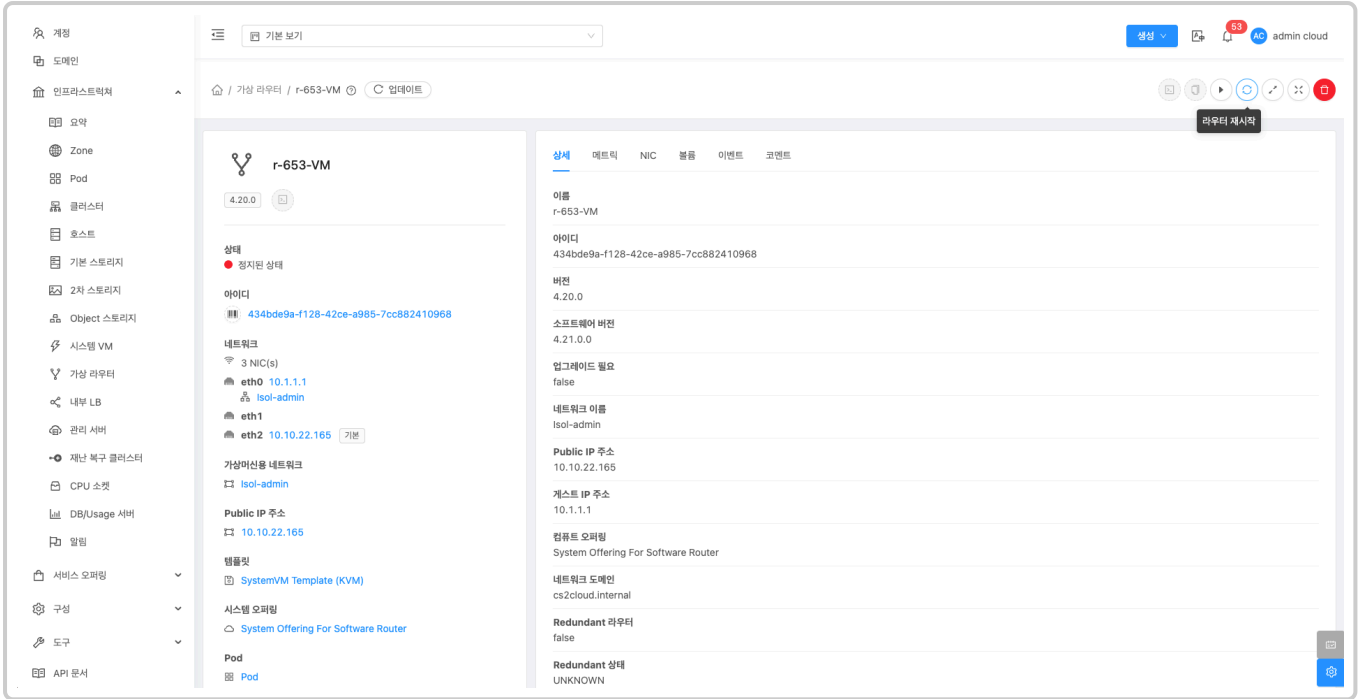 계정
도메인
인프라스트럭쳐
요약
Zone
Pod
클러스터
호스트
기본 스토리지
2차 스토리지
Object 스토리지
시스템 VM
가상 라우터
내부 LB
관리 서버
재난 복구 클러스터
CPU 소켓
DB/Usage 서버
알림
서비스 오퍼링
구성
도구
API 문서
기본 보기
생성
53
AC admin cloud
/ 가상 라우터 / r-653-VM 업데이트
라우터 재시작
r-653-VM
4.20.0
상태
정지된 상태
아이디
434bde9a-f128-42ce-a985-7cc882410968
네트워크
3 NIC(s)
eth0 10.1.1.1
Isol-admin
eth1
eth2 10.10.22.165 기본
가상머신용 네트워크
Isol-admin
Public IP 주소
10.10.22.165
템플릿
SystemVM Template (KVM)
시스템 오퍼링
System Offering For Software Router
Pod
Pod
상세 메트릭 NIC 볼륨 이벤트 코멘트
이름
r-653-VM
아이디
434bde9a-f128-42ce-a985-7cc882410968
버전
4.20.0
소프트웨어 버전
4.21.0.0
업그레이드 필요
false
네트워크 이름
Isol-admin
Public IP 주소
10.10.22.165
게스트 IP 주소
10.1.1.1
컴퓨트 오퍼링
System Offering For Software Router
네트워크 도메인
cs2cloud.internal
Redundant 라우터
false
Redundant 상태
UNKNOWN